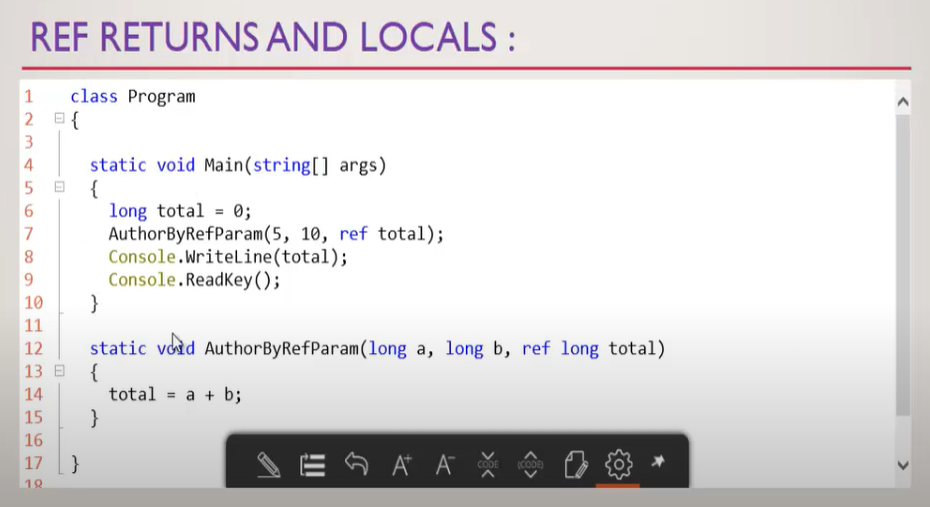 REF RETURNS AND LOCALS :
1 class Program
2 {
3
4 static void Main(string[] args)
5 {
6 long total = 0;
7 AuthorByRefParam(5, 10, ref total);
8 Console.WriteLine(total);
9 Console.ReadKey();
10 }
11
12 static void AuthorByRefParam(long a, long b, ref long total)
13 {
14 total = a + b;
15 }
16
17 }
18
A+ A- CODE (CODE)